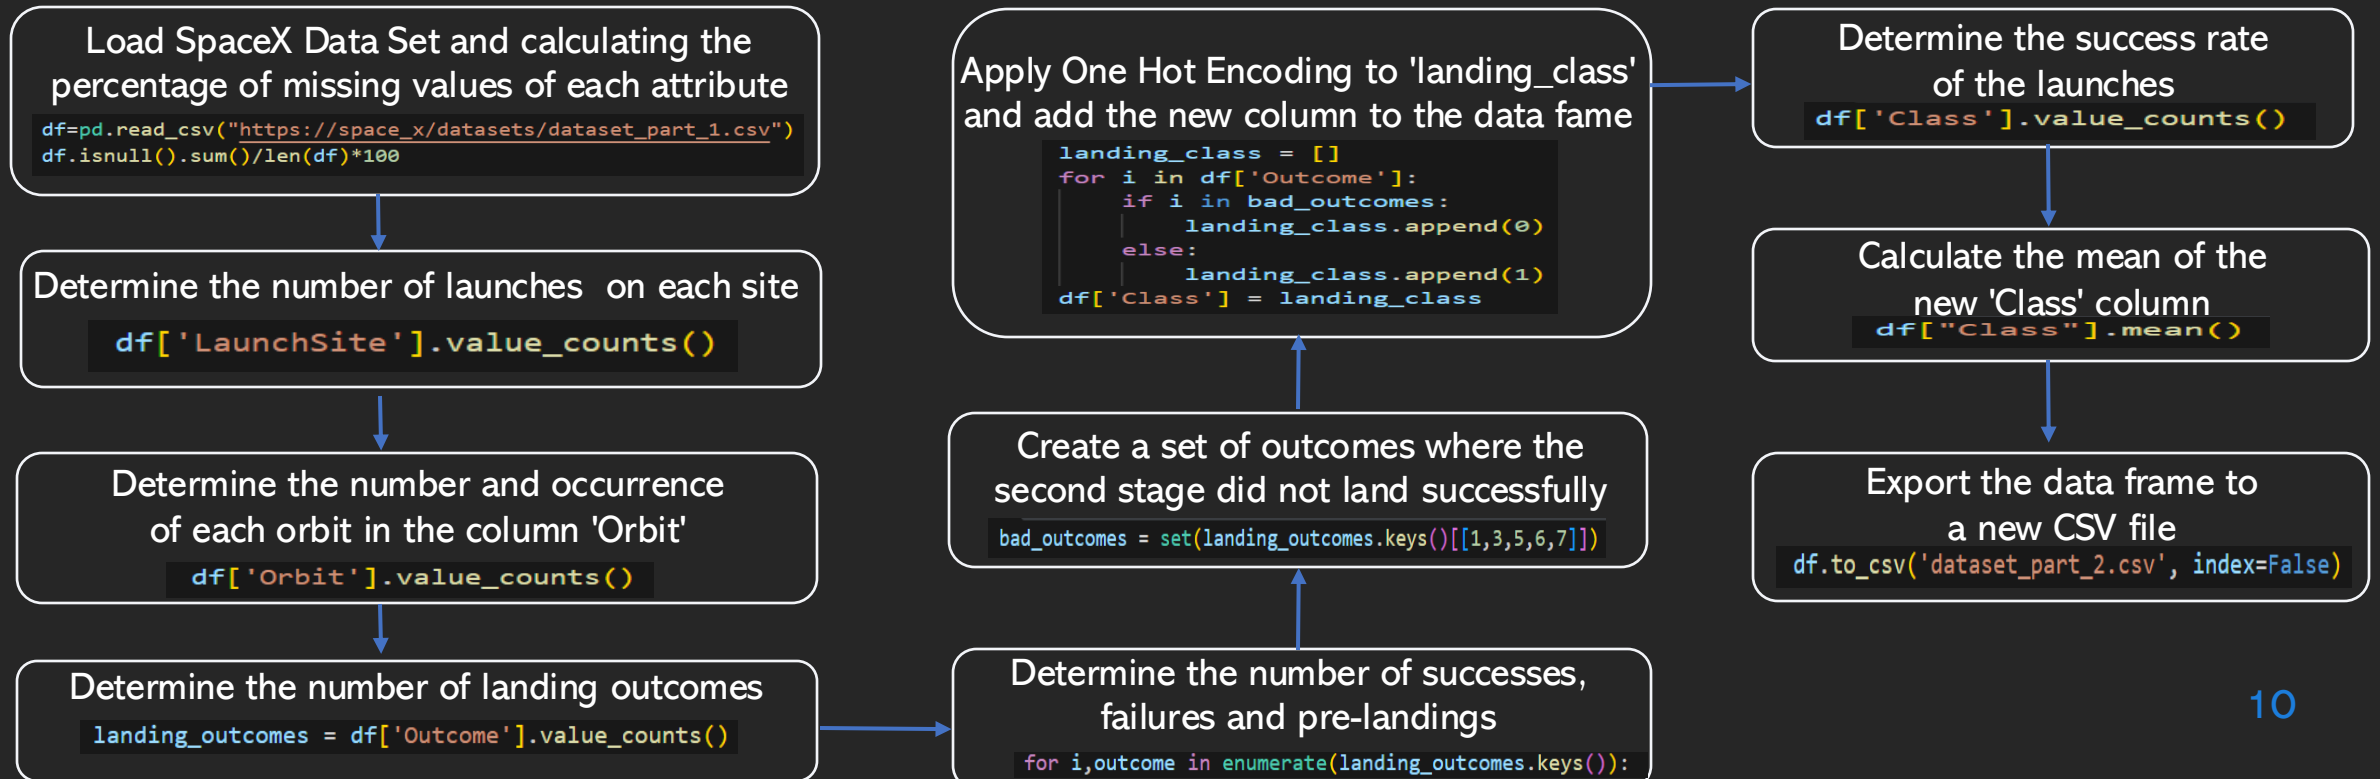 Load SpaceX Data Set and calculating the
percentage of missing values of each attribute
df=pd.read_csv("https://space_x/datasets/dataset_part_1.csv")
df.isnull().sum()/len(df)*100
Determine the number of launches  on each site
df['LaunchSite'].value_counts()
Determine the number and occurrence
of each orbit in the column 'Orbit'
df['Orbit'].value_counts()
Determine the number of landing outcomes
landing_outcomes = df['Outcome'].value_counts()
Determine the number of successes,
failures and pre-landings
for i,outcome in enumerate(landing_outcomes.keys()):
Create a set of outcomes where the
second stage did not land successfully
bad_outcomes = set(landing_outcomes.keys()[[1,3,5,6,7]])
Apply One Hot Encoding to 'landing_class'
and add the new column to the data fame
landing_class = []
for i in df['Outcome']:
    if i in bad_outcomes:
        landing_class.append(0)
    else:
        landing_class.append(1)
df['Class'] = landing_class
Determine the success rate
of the launches
df['Class'].value_counts()
Calculate the mean of the
new 'Class' column
df["Class"].mean()
Export the data frame to
a new CSV file
df.to_csv('dataset_part_2.csv', index=False)
10